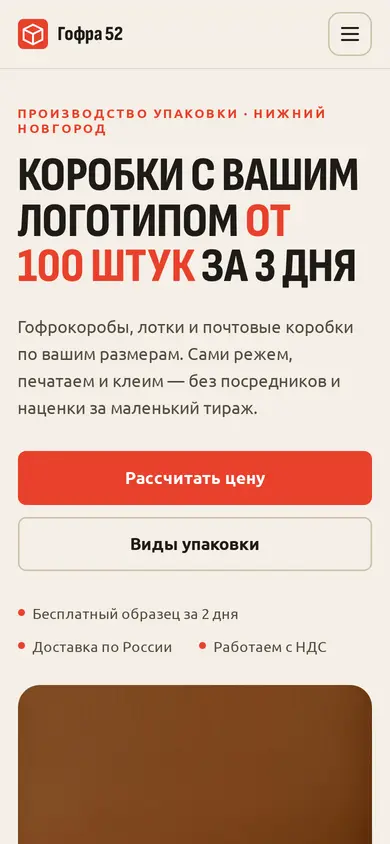 Гофра 52
ПРОИЗВОДСТВО УПАКОВКИ · НИЖНИЙ
НОВГОРОД
КОРОБКИ С ВАШИМ
ЛОГОТИПОМ ОТ
100 ШТУК ЗА 3 ДНЯ
Гофрокоробы, лотки и почтовые коробки
по вашим размерам. Сами режем,
печатаем и клеим — без посредников и
наценки за маленький тираж.
Рассчитать цену
Виды упаковки
Бесплатный образец за 2 дня
Доставка по России
Работаем с НДС